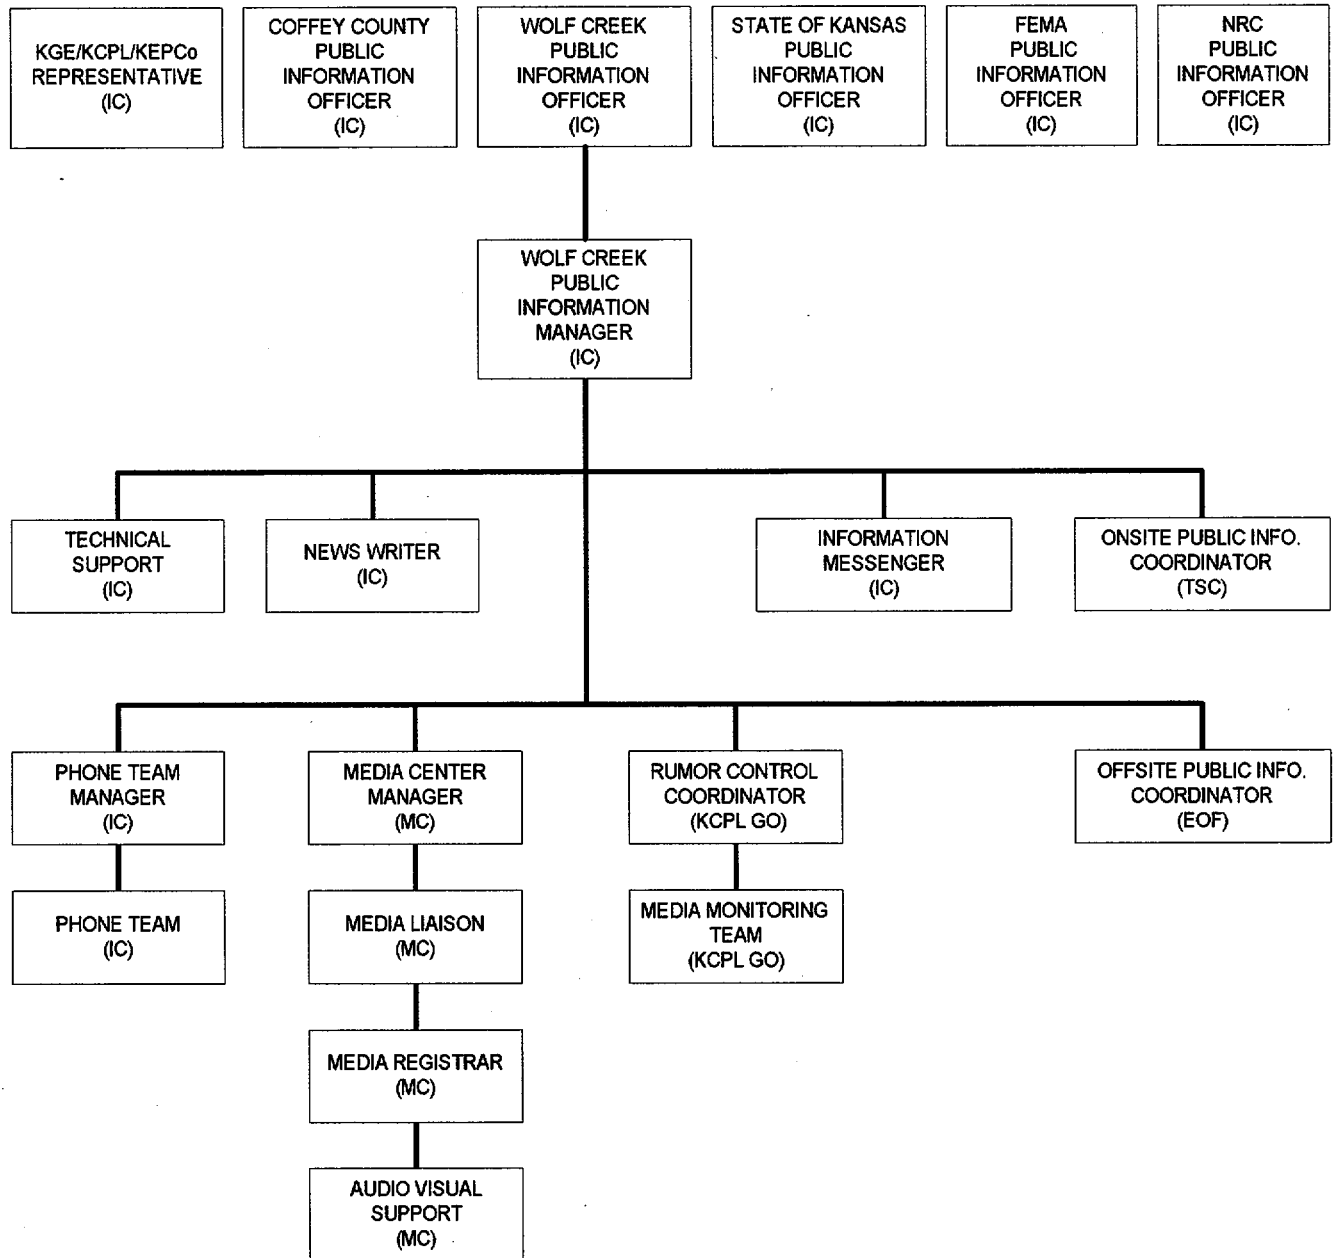 KGE/KCPL/KEPCo
REPRESENTATIVE
(IC)
COFFEY COUNTY
PUBLIC
INFORMATION
OFFICER
(IC)
WOLF CREEK
PUBLIC
INFORMATION
OFFICER
(IC)
STATE OF KANSAS
PUBLIC
INFORMATION
OFFICER
(IC)
FEMA
PUBLIC
INFORMATION
OFFICER
(IC)
NRC
PUBLIC
INFORMATION
OFFICER
(IC)
WOLF CREEK
PUBLIC
INFORMATION
MANAGER
(IC)
TECHNICAL
SUPPORT
(IC)
NEWS WRITER
(IC)
INFORMATION
MESSENGER
(IC)
ONSITE PUBLIC INFO.
COORDINATOR
(TSC)
PHONE TEAM
MANAGER
(IC)
MEDIA CENTER
MANAGER
(MC)
RUMOR CONTROL
COORDINATOR
(KCPL GO)
OFFSITE PUBLIC INFO.
COORDINATOR
(EOF)
PHONE TEAM
(IC)
MEDIA LIAISON
(MC)
MEDIA MONITORING
TEAM
(KCPL GO)
MEDIA REGISTRAR
(MC)
AUDIO VISUAL
SUPPORT
(MC)